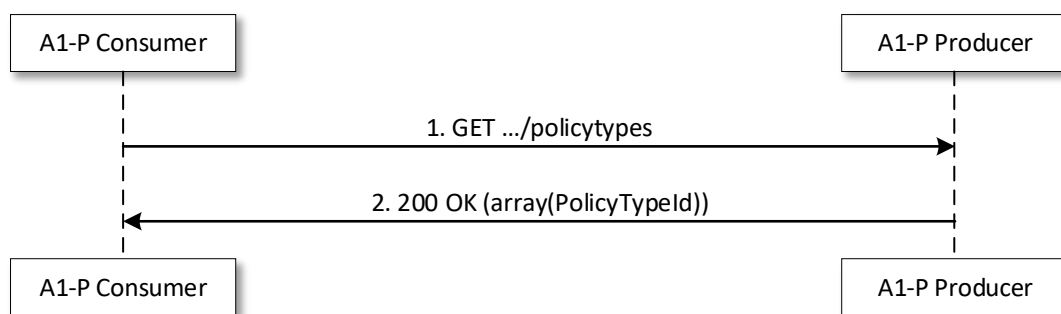 A1-P Consumer
A1-P Producer
1. GET .../policytypes
2. 200 OK (array(PolicyTypeId))
A1-P Consumer
A1-P Producer